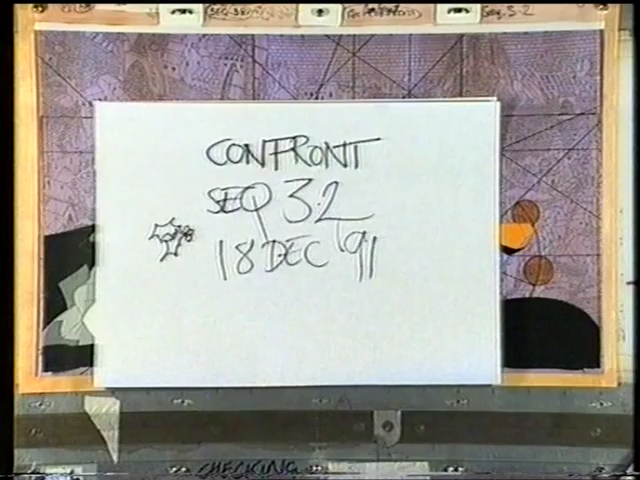 Seq. 3.2
CONFRONT
SEQ 3.2
18 DEC '91
CHECKING